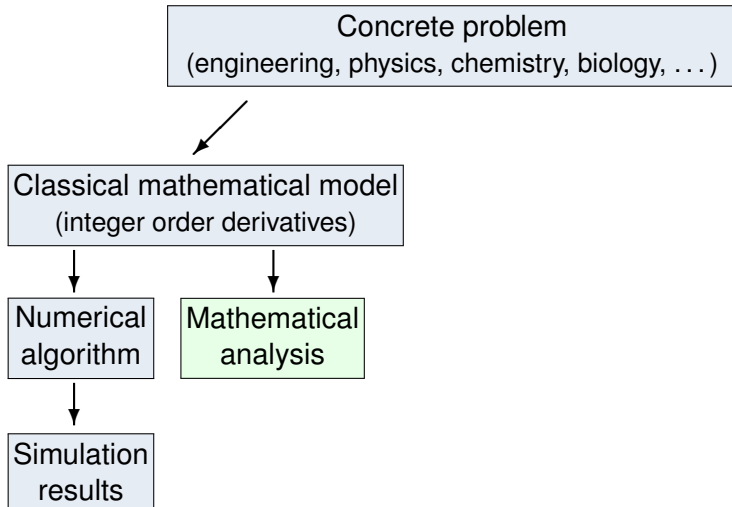 Concrete problem
(engineering, physics, chemistry, biology, . . . )
Classical mathematical model
(integer order derivatives)
Numerical
algorithm
Mathematical
analysis
Simulation
results